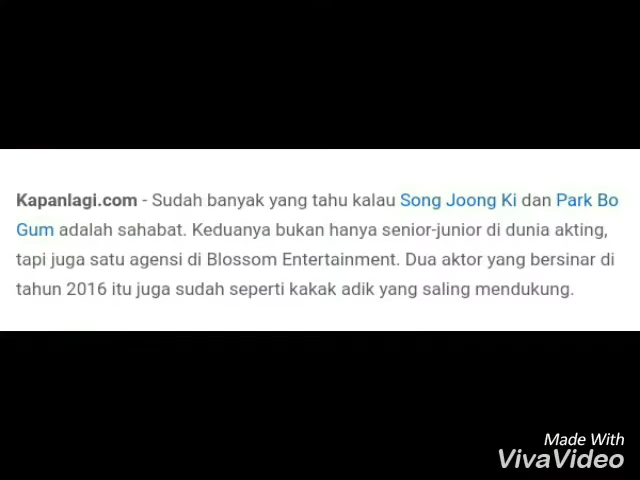 Kapanlagi.com - Sudah banyak yang tahu kalau Song Joong Ki dan Park Bo
Gum adalah sahabat. Keduanya bukan hanya senior-junior di dunia akting,
tapi juga satu agensi di Blossom Entertainment. Dua aktor yang bersinar di
tahun 2016 itu juga sudah seperti kakak adik yang saling mendukung.
Made With
VivaVideo